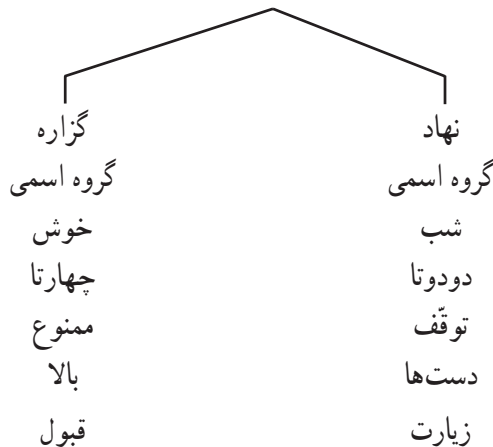 نهاد گزاره
گروه اسمی گروه اسمی
شب خوش
دودوتا چهارتا
توقّف ممنوع
دست‌ها بالا
زیارت قبول